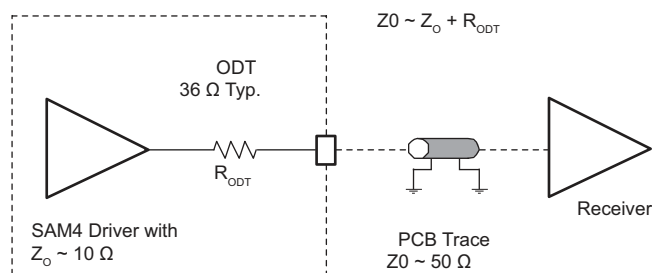 Z0 ~ Z_O + R_ODT
ODT
36 Ω Typ.
R_ODT
Receiver
SAM4 Driver with
Z_O ~ 10 Ω
PCB Trace
Z0 ~ 50 Ω